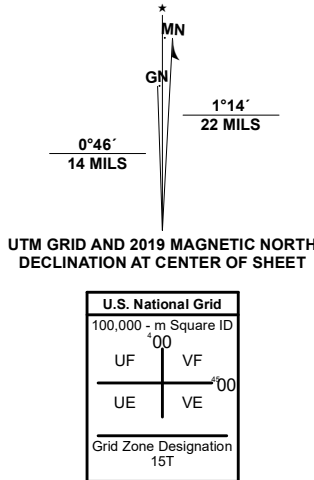 ★
MN
GN
1°14´
22 MILS
0°46´
14 MILS
UTM GRID AND 2019 MAGNETIC NORTH
DECLINATION AT CENTER OF SHEET
U.S. National Grid
100,000 - m Square ID
⁴00
UF VF
⁴⁵00
UE VE
Grid Zone Designation
15T